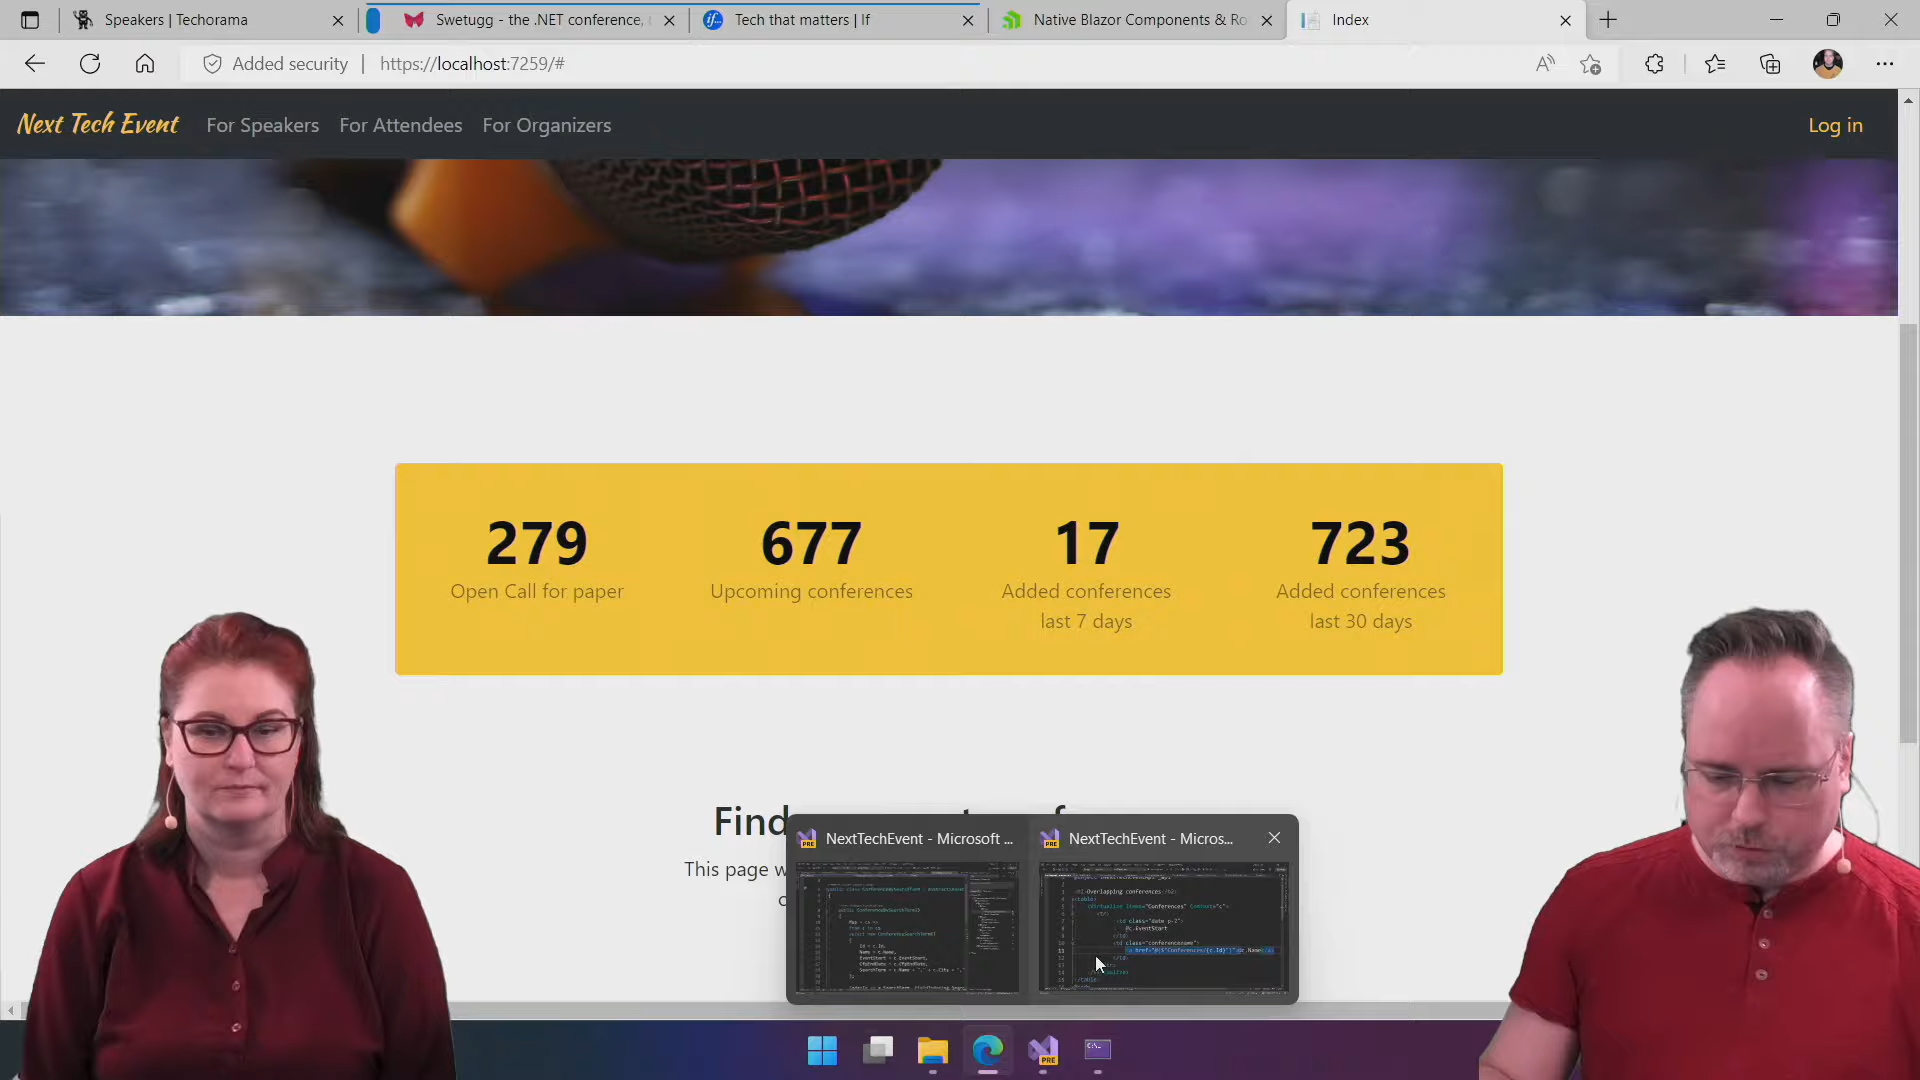 Speakers | Techorama
Swetugg - the .NET conference,
Tech that matters | If
Native Blazor Components & Ro
Index
Added security
https://localhost:7259/#
Next Tech Event
For Speakers
For Attendees
For Organizers
Log in
279
677
17
723
Open Call for paper
Upcoming conferences
Added conferences
last 7 days
Added conferences
last 30 days
Find
This page w
NextTechEvent - Microsoft ...
NextTechEvent - Micros...
PRE
PRE
PRE